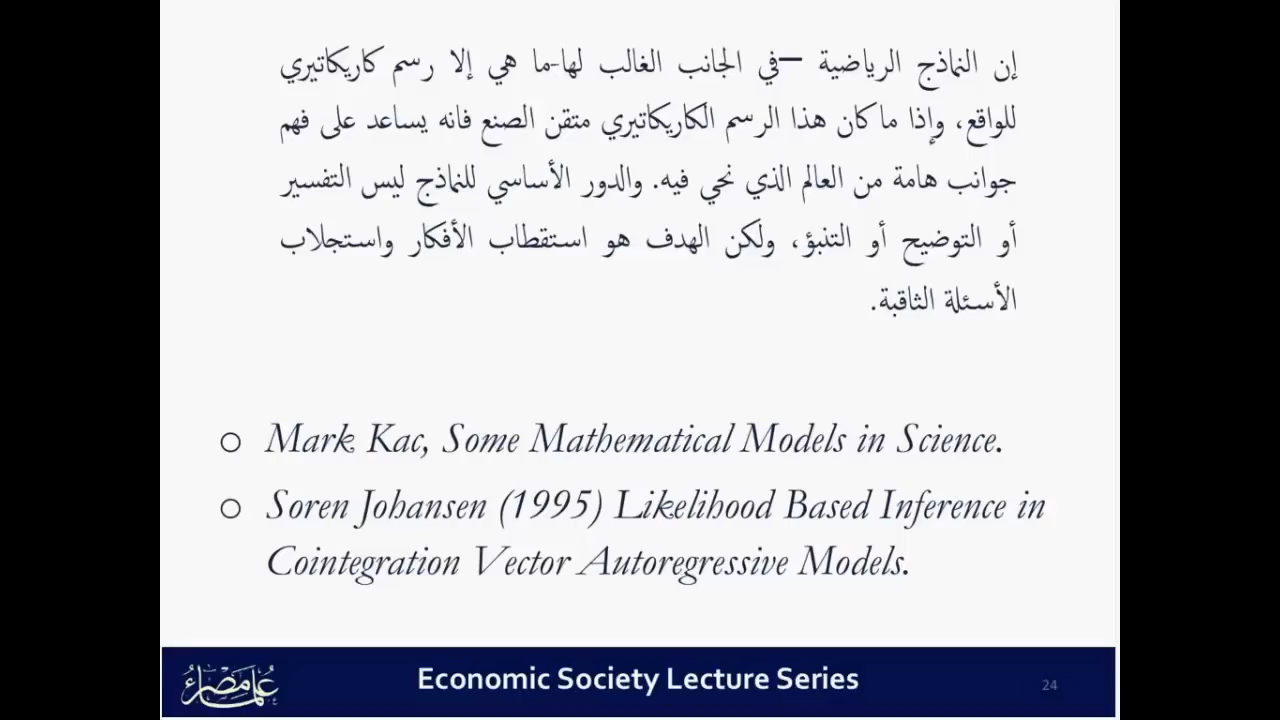 إن النماذج الرياضية –في الجانب الغالب لها-ما هي إلا رسم كاريكاتيري
للواقع، وإذا ما كان هذا الرسم الكاريكاتيري متقن الصنع فانه يساعد على فهم
جوانب هامة من العالم الذي نحي فيه. والدور الأساسي للنماذج ليس التفسير
أو التوضيح أو التنبؤ، ولكن الهدف هو استقطاب الأفكار واستجلاب
الأسئلة الثاقبة.
○ Mark Kac, Some Mathematical Models in Science.
○ Soren Johansen (1995) Likelihood Based Inference in
Cointegration Vector Autoregressive Models.
علماء مصر
Economic Society Lecture Series
24